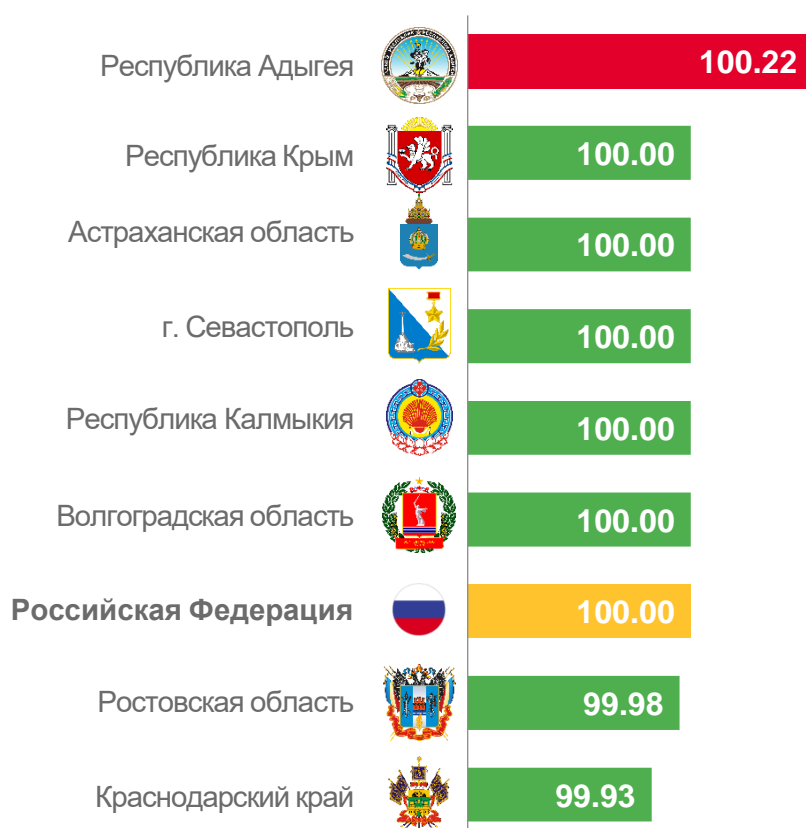 Республика Адыгея 100.22
Республика Крым 100.00
Астраханская область 100.00
г. Севастополь 100.00
Республика Калмыкия 100.00
Волгоградская область 100.00
Российская Федерация 100.00
Ростовская область 99.98
Краснодарский край 99.93